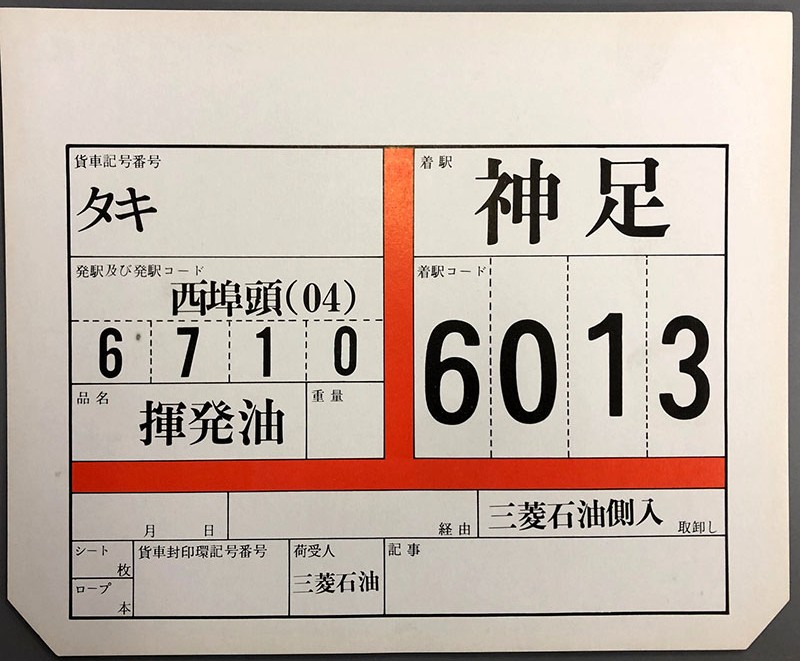 貨車記号番号
タキ
着駅
神足
発駅及び発駅コード
西埠頭(04)
6 7 1 0
着駅コード
6 0 1 3
品名
揮発油
重量
月 日
経由
三菱石油側入 取卸し
シート
枚
ロープ
本
貨車封印環記号番号
荷受人
三菱石油
記事